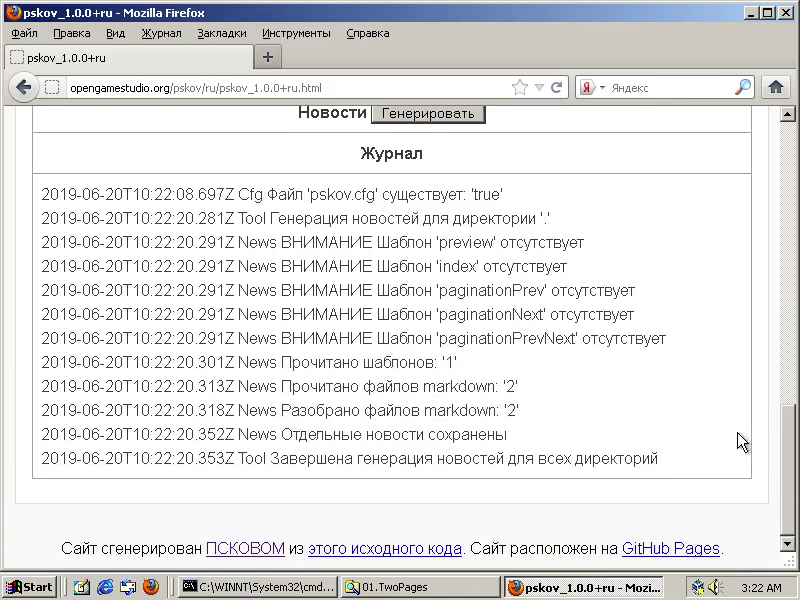 pskov_1.0.0+ru - Mozilla Firefox
Файл Правка Вид Журнал Закладки Инструменты Справка
pskov_1.0.0+ru
opengamestudio.org/pskov/ru/pskov_1.0.0+ru.html Я Яндекс
Новости Генерировать
Журнал
2019-06-20T10:22:08.697Z Cfg Файл 'pskov.cfg' существует: 'true'
2019-06-20T10:22:20.281Z Tool Генерация новостей для директории '.'
2019-06-20T10:22:20.291Z News ВНИМАНИЕ Шаблон 'preview' отсутствует
2019-06-20T10:22:20.291Z News ВНИМАНИЕ Шаблон 'index' отсутствует
2019-06-20T10:22:20.291Z News ВНИМАНИЕ Шаблон 'paginationPrev' отсутствует
2019-06-20T10:22:20.291Z News ВНИМАНИЕ Шаблон 'paginationNext' отсутствует
2019-06-20T10:22:20.291Z News ВНИМАНИЕ Шаблон 'paginationPrevNext' отсутствует
2019-06-20T10:22:20.301Z News Прочитано шаблонов: '1'
2019-06-20T10:22:20.313Z News Прочитано файлов markdown: '2'
2019-06-20T10:22:20.318Z News Разобрано файлов markdown: '2'
2019-06-20T10:22:20.352Z News Отдельные новости сохранены
2019-06-20T10:22:20.353Z Tool Завершена генерация новостей для всех директорий
Сайт сгенерирован ПСКОВОМ из этого исходного кода. Сайт расположен на GitHub Pages.
Start C:\WINNT\System32\cmd... 01.TwoPages pskov_1.0.0+ru - Mozi... 3:22 AM